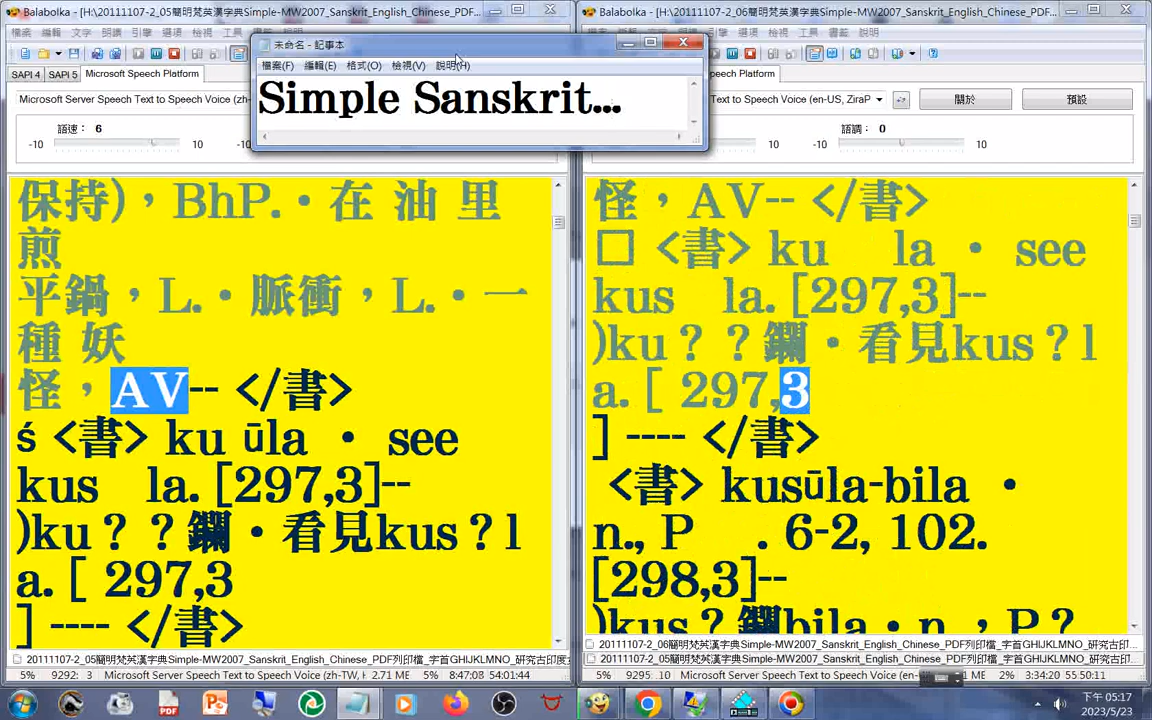 Balabolka - [H:\20111107-2_05簡明梵英漢字典Simple-MW2007_Sanskrit_English_Chinese_PDF...
Balabolka - [H:\20111107-2_06簡明梵英漢字典Simple-MW2007_Sanskrit_English_Chinese_PDF...
未命名 - 記事本
檔案(F) 編輯(E) 格式(O) 檢視(V) 說明(H)
Simple Sanskrit...
SAPI 4 SAPI 5 Microsoft Speech Platform
Microsoft Server Speech Text to Speech Voice (zh-
語速： 6
-10 10
保持)，BhP.·在 油 里
煎
平鍋，L.·脈衝，L.·一
種 妖
怪，AV-- </書>
ś <書> ku ūla · see
kus la. [297,3]--
)ku？？鑭·看見kus？l
a. [ 297,3
] ---- </書>
20111107-2_05簡明梵英漢字典Simple-MW2007_Sanskrit_English_Chinese_PDF列印檔_字首GHIJKLMNO_研究古印度
5% 9292: 3 Microsoft Server Speech Text to Speech Voice (zh-TW, 2.71 MB 5% 8:47:08 54:01:44
Text to Speech Voice (en-US, ZiraP
關於 預設
語調： 0
-10 10
怪，AV-- </書>
□ <書> ku la · see
kus la. [297,3]--
)ku？？鑭·看見kus？l
a. [ 297,3
] ---- </書>
<書> kusūla-bila ·
n., P . 6-2, 102.
[298,3]--
)kus？鑭bila·n.，P？
20111107-2_05簡明梵英漢字典Simple-MW2007_Sanskrit_English_Chinese_PDF列印檔_字首GHIJKLMNO_研究古印
5% 9295: 10 Microsoft Server Speech Text to Speech Voice 2% 3:34:20 55:50:11
下午 05:17
2023/5/23